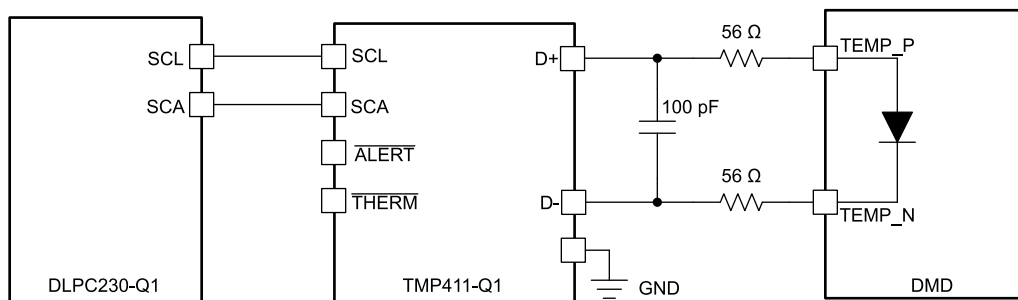 SCL
SCA
DLPC230-Q1
SCL
SCA
ALERT
THERM
D+
D-
TMP411-Q1
GND
100 pF
56 Ω
56 Ω
TEMP_P
TEMP_N
DMD